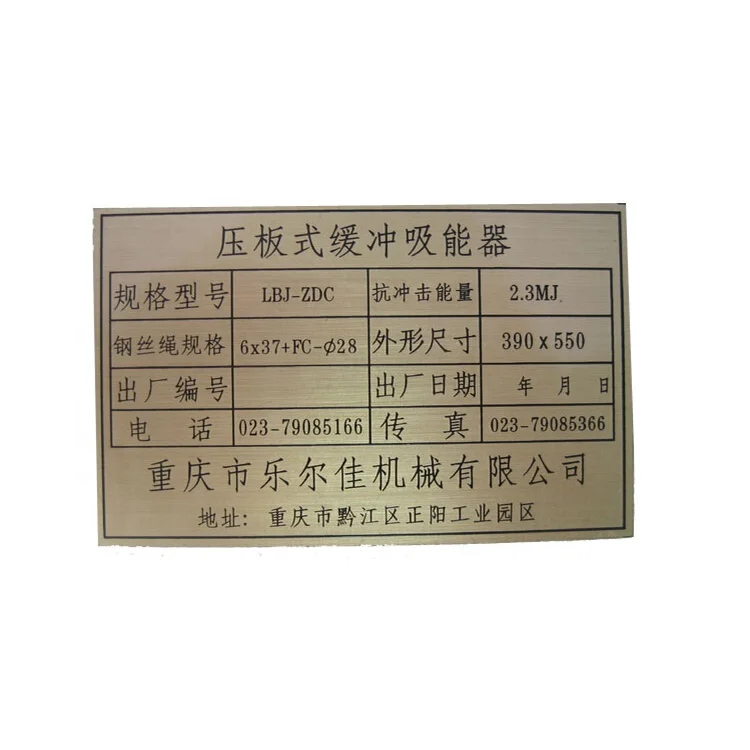 压板式缓冲吸能器
规格型号 LBJ-ZDC 抗冲击能量 2.3MJ
钢丝绳规格 6x37+FC-Ø28 外形尺寸 390 x 550
出厂编号 出厂日期 年 月 日
电 话 023-79085166 传 真 023-79085366
重庆市乐尔佳机械有限公司
地址: 重庆市黔江区正阳工业园区